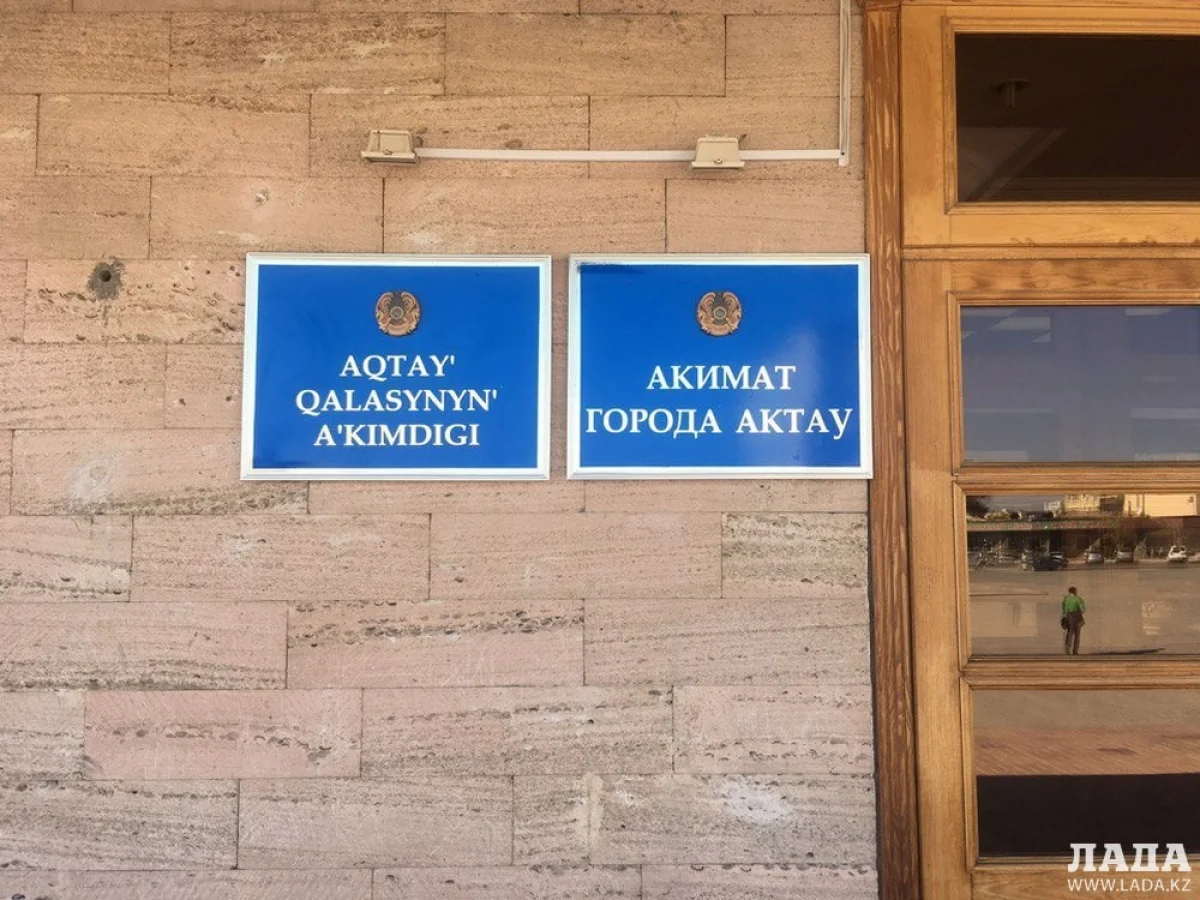 AQTAY'
QALASYNYN'
A'KIMDIGI
АКИМАТ
ГОРОДА АКТАУ
ЛАДА
WWW.LADA.KZ